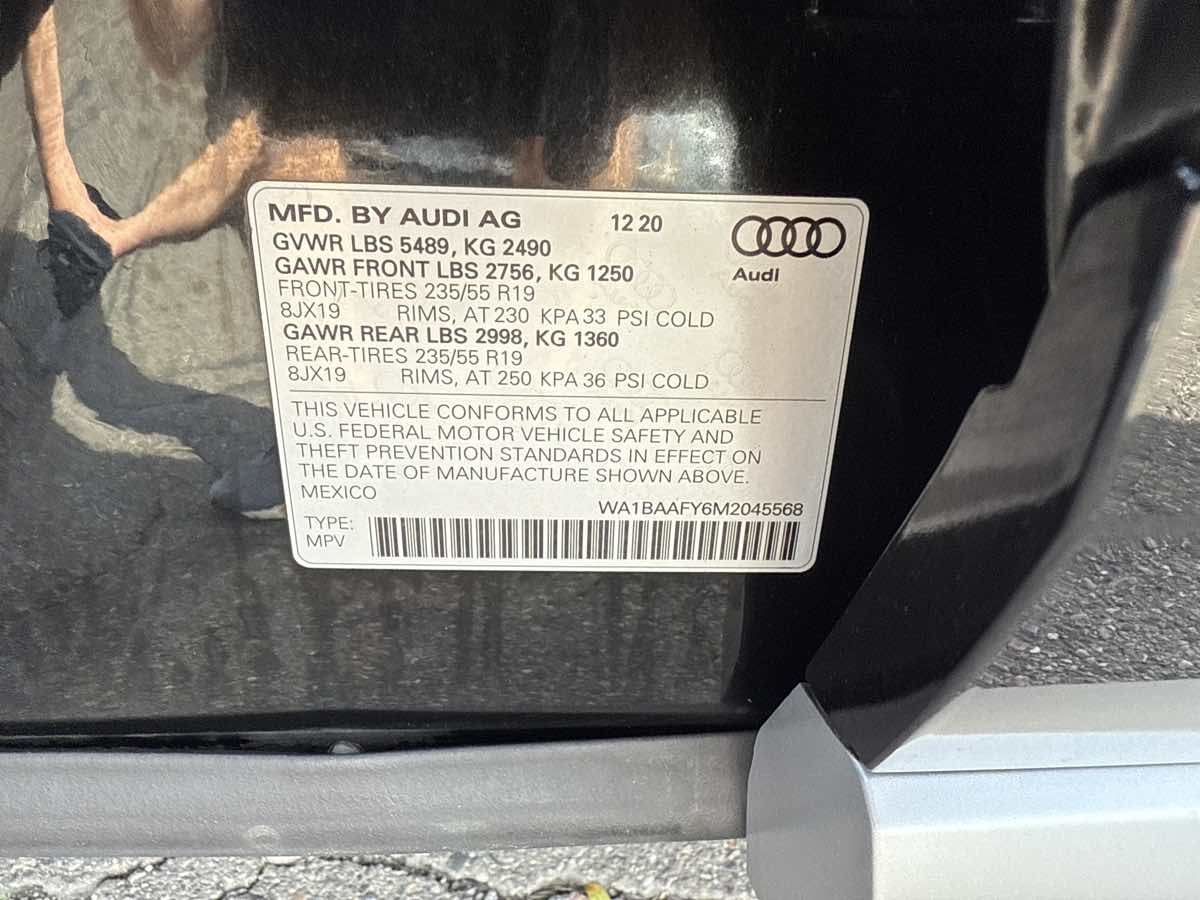 MFD. BY AUDI AG 12 20
Audi
GVWR LBS 5489, KG 2490
GAWR FRONT LBS 2756, KG 1250
FRONT-TIRES 235/55 R19
8JX19 RIMS, AT 230 KPA 33 PSI COLD
GAWR REAR LBS 2998, KG 1360
REAR-TIRES 235/55 R19
8JX19 RIMS, AT 250 KPA 36 PSI COLD
THIS VEHICLE CONFORMS TO ALL APPLICABLE
U.S. FEDERAL MOTOR VEHICLE SAFETY AND
THEFT PREVENTION STANDARDS IN EFFECT ON
THE DATE OF MANUFACTURE SHOWN ABOVE.
MEXICO
WA1BAAFY6M2045568
TYPE:
MPV